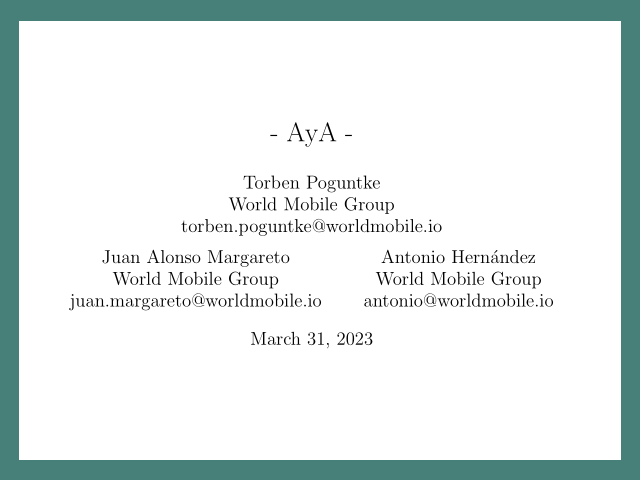 - AyA -
Torben Poguntke
World Mobile Group
torben.poguntke@worldmobile.io
Juan Alonso Margareto
World Mobile Group
juan.margareto@worldmobile.io
Antonio Hernández
World Mobile Group
antonio@worldmobile.io
March 31, 2023